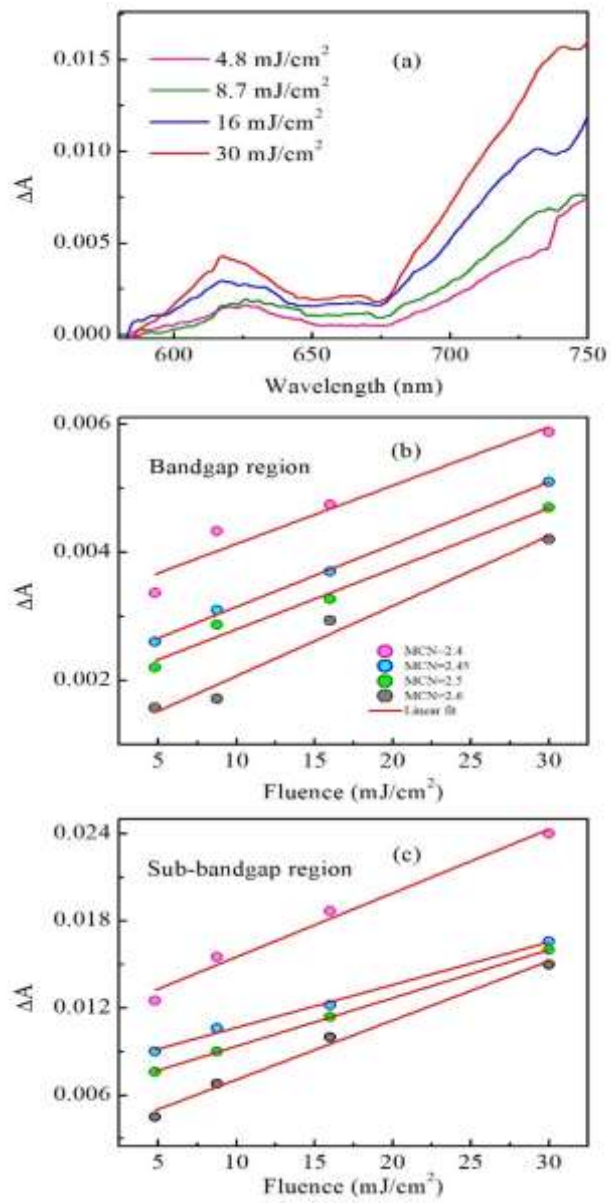 0.015
0.010
0.005
0.000
ΔA
4.8 mJ/cm²
8.7 mJ/cm²
16 mJ/cm²
30 mJ/cm²
(a)
600 650 700 750
Wavelength (nm)
0.006
0.004
0.002
ΔA
Bandgap region
(b)
MCN=2.4
MCN=2.45
MCN=2.5
MCN=2.6
Linear fit
5 10 15 20 25 30
Fluence (mJ/cm²)
0.024
0.018
0.012
0.006
ΔA
Sub-bandgap region
(c)
5 10 15 20 25 30
Fluence (mJ/cm²)